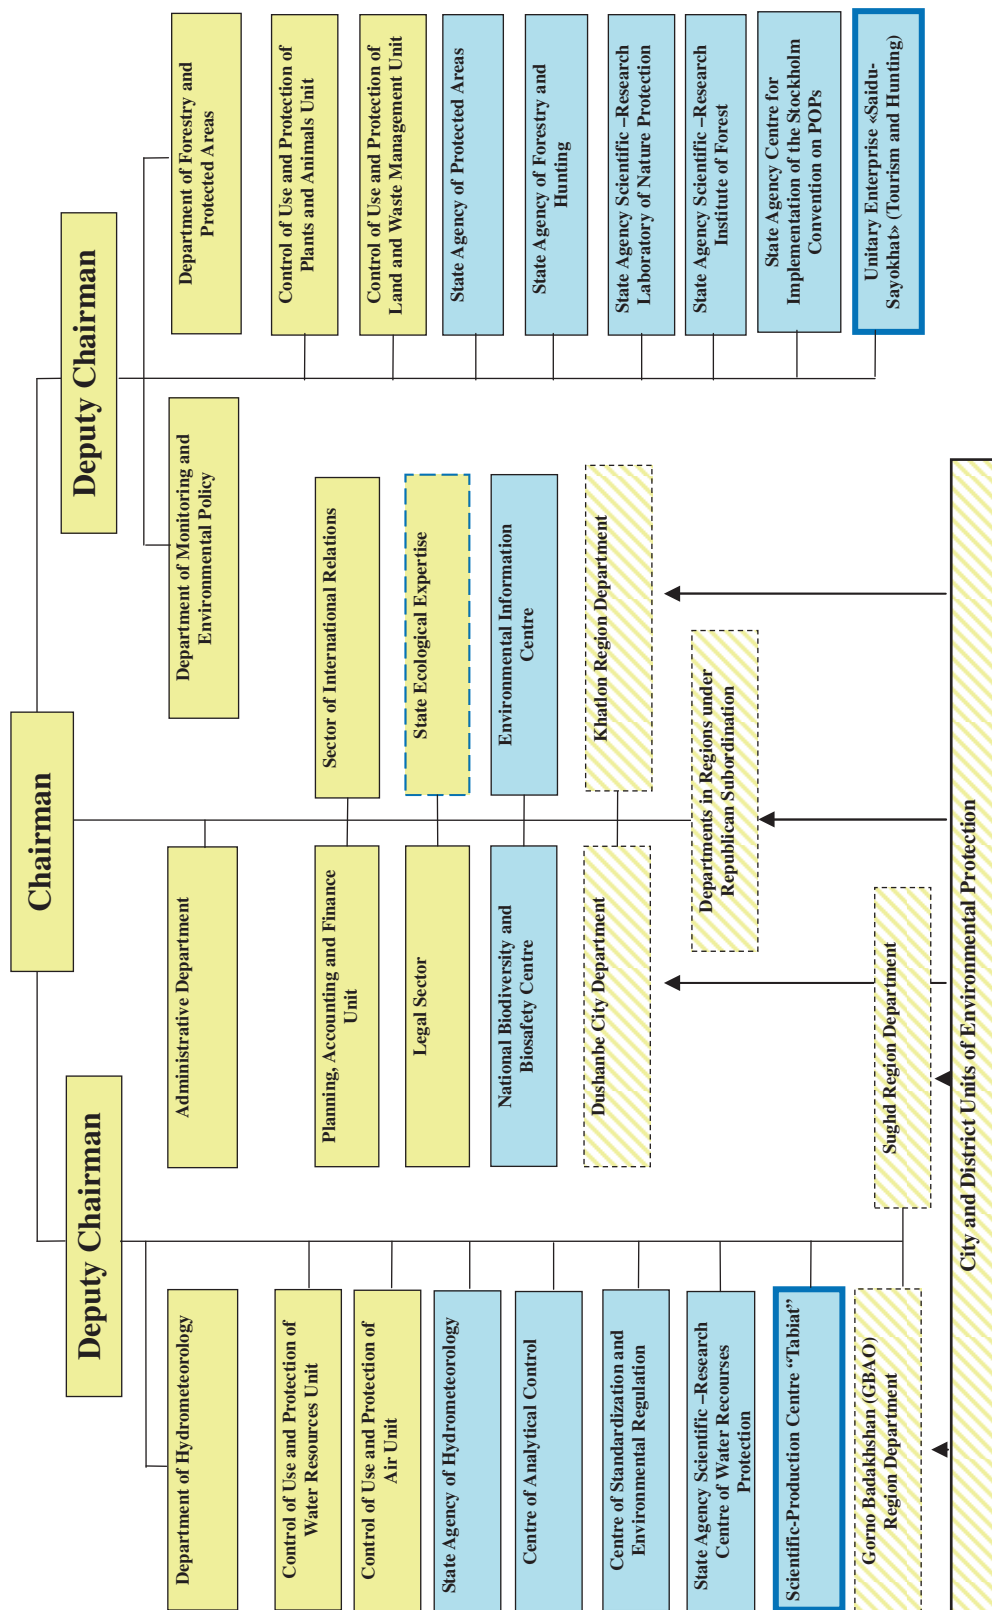 Chairman
Deputy Chairman
Deputy Chairman
Department of Hydrometeorology
Control of Use and Protection of
Water Resources Unit
Control of Use and Protection of
Air Unit
State Agency of Hydrometeorology
Centre of Analytical Control
Centre of Standardization and
Environmental Regulation
State Agency Scientific –Research
Centre of Water Recourses
Protection
Scientific-Production Centre “Tabiat”
Gorno Badakhshan (GBAO)
Region Department
Sughd Region Department
Administrative Department
Planning, Accounting and Finance
Unit
Legal Sector
National Biodiversity and
Biosafety Centre
Dushanbe City Department
Sector of International Relations
State Ecological Expertise
Environmental Information
Centre
Khatlon Region Department
Departments in Regions under
Republican Subordination
Department of Monitoring and
Environmental Policy
Department of Forestry and
Protected Areas
Control of Use and Protection of
Plants and Animals Unit
Control of Use and Protection of
Land and Waste Management Unit
State Agency of Protected Areas
State Agency of Forestry and
Hunting
State Agency Scientific –Research
Laboratory of Nature Protection
State Agency Scientific –Research
Institute of Forest
State Agency Centre for
Implementation of the Stockholm
Convention on POPs
Unitary Enterprise «Saidu-
Sayokhat» (Tourism and Hunting)
City and District Units of Environmental Protection